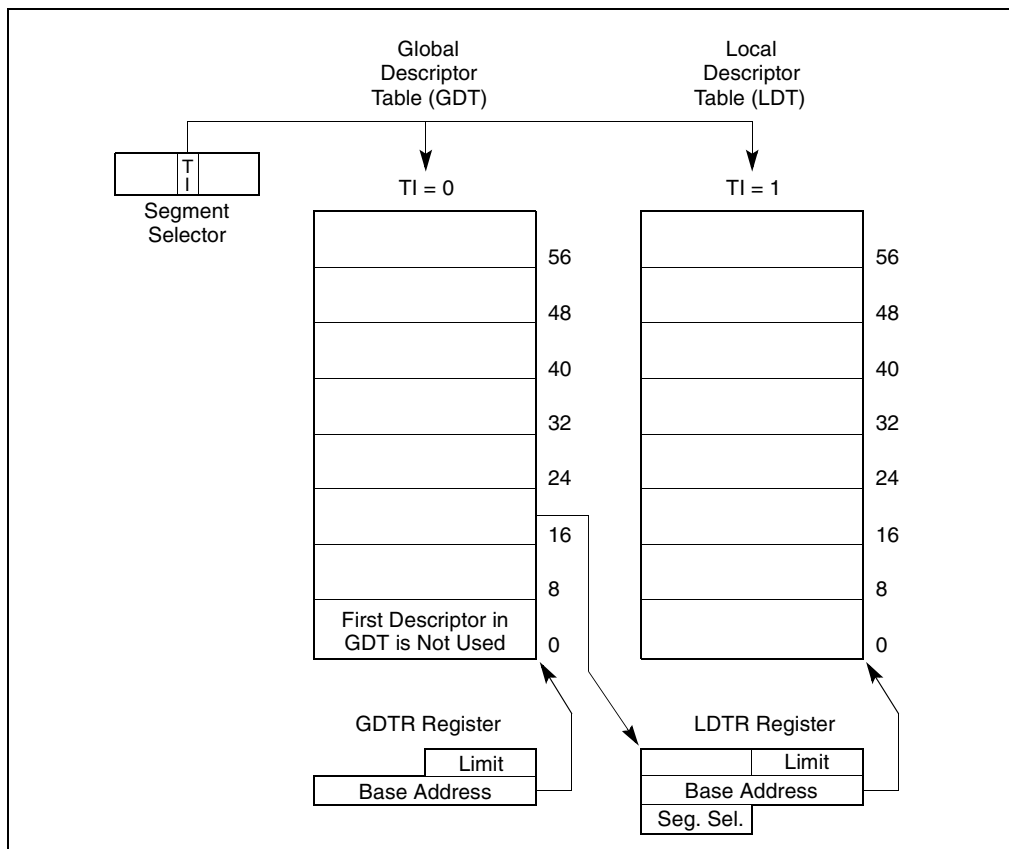 Global
Descriptor
Table (GDT)
Local
Descriptor
Table (LDT)
T
I
Segment
Selector
TI = 0
TI = 1
56
48
40
32
24
16
8
0
First Descriptor in
GDT is Not Used
56
48
40
32
24
16
8
0
GDTR Register
Limit
Base Address
LDTR Register
Limit
Base Address
Seg. Sel.